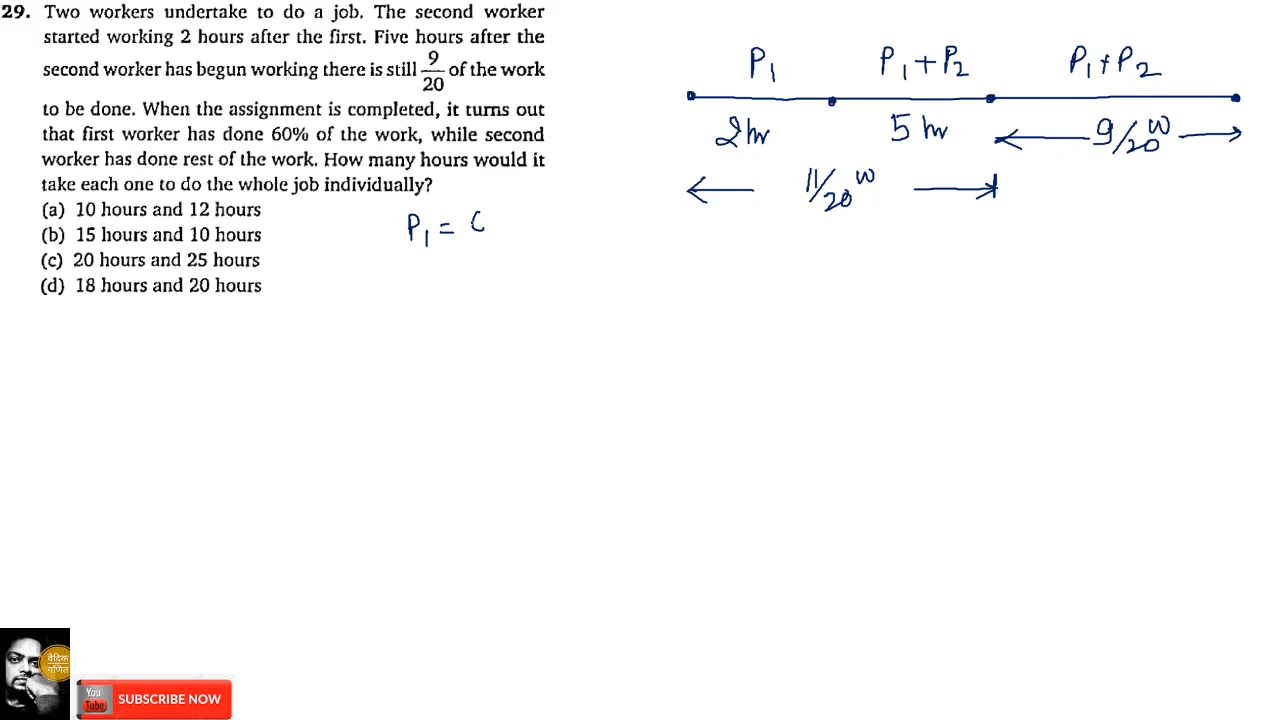 29. Two workers undertake to do a job. The second worker
started working 2 hours after the first. Five hours after the
second worker has begun working there is still 9/20 of the work
to be done. When the assignment is completed, it turns out
that first worker has done 60% of the work, while second
worker has done rest of the work. How many hours would it
take each one to do the whole job individually?
(a) 10 hours and 12 hours
(b) 15 hours and 10 hours
(c) 20 hours and 25 hours
(d) 18 hours and 20 hours
P₁ = C
P₁ P₁+P₂ P₁+P₂
2hr 5 hr 9/20 w
11/20 w
वैदिक
गणित
You
Tube
SUBSCRIBE NOW